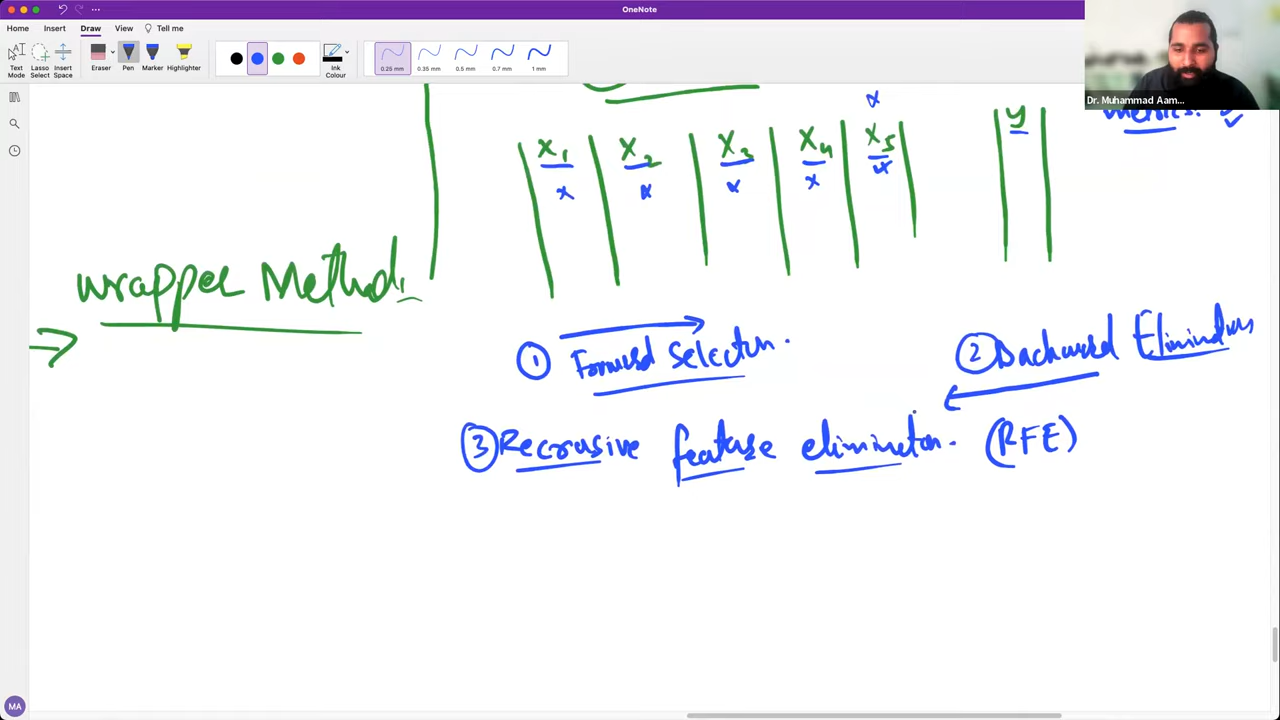 OneNote
Home Insert Draw View Tell me
Text Mode Lasso Select Insert Space Eraser Pen Marker Highlighter Ink Colour 0.25 mm 0.35 mm 0.5 mm 0.7 mm 1 mm
Dr. Muhammad Aam...
metrics.
x
X1 X2 X3 X4 X5 y
x x x x x
Wrapper Method:
① Forward Selection.
② Backward Elimination
③ Recursive feature elimination. (RFE)
MA